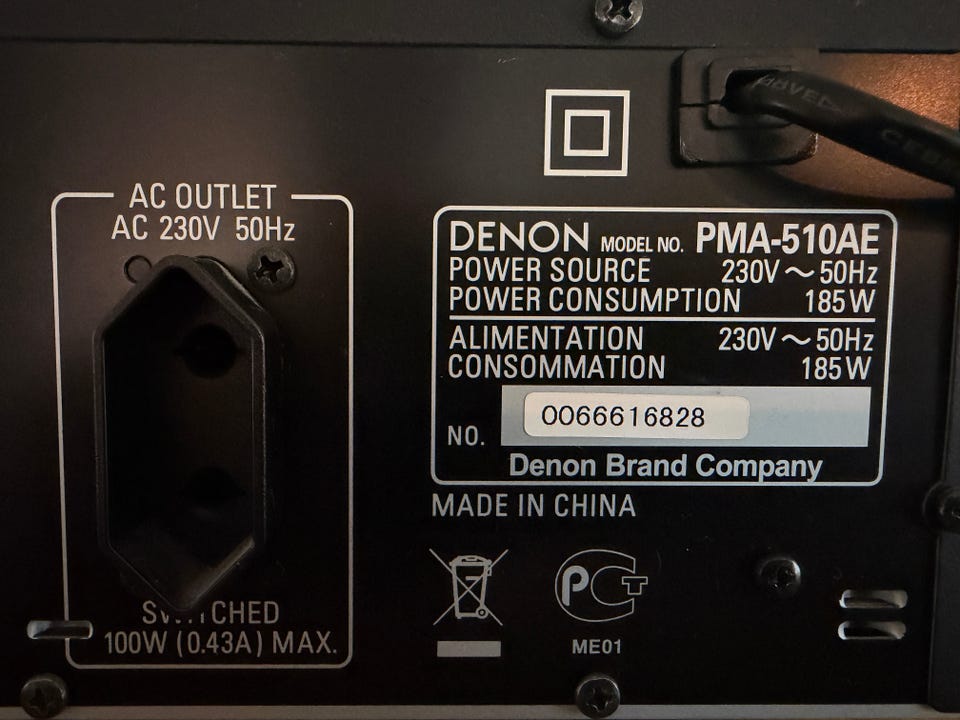 AC OUTLET
AC 230V 50Hz
SWITCHED
100W (0.43A) MAX.
DENON MODEL NO. PMA-510AE
POWER SOURCE 230V ~ 50Hz
POWER CONSUMPTION 185W
ALIMENTATION 230V ~ 50Hz
CONSOMMATION 185W
NO. 0066616828
Denon Brand Company
MADE IN CHINA
PCT
ME01